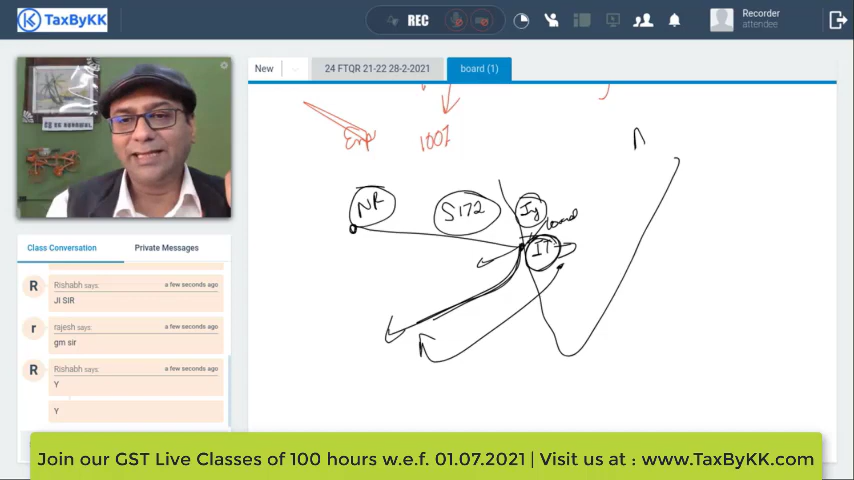 TaxByKK
REC
Recorder
attendee
New
24 FTQR 21-22 28-2-2021
board (1)
Emp
100%
NR
S172
Iy
IT
Class Conversation
Private Messages
R
Rishabh says:
a few seconds ago
JI SIR
r
rajesh says:
a few seconds ago
gm sir
R
Rishabh says:
a few seconds ago
Y
Y
Join our GST Live Classes of 100 hours w.e.f. 01.07.2021 | Visit us at : www.TaxByKK.com